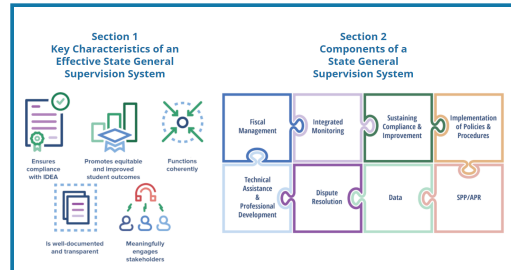 Section 1
Key Characteristics of an
Effective State General
Supervision System
Ensures
compliance
with IDEA
Promotes equitable
and improved
student outcomes
Functions
coherently
Is well-documented
and transparent
Meaningfully
engages
stakeholders
Section 2
Components of a
State General
Supervision System
Fiscal
Management
Integrated
Monitoring
Sustaining
Compliance &
Improvement
Implementation
of Policies &
Procedures
Technical
Assistance
&
Professional
Development
Dispute
Resolution
Data
SPP/APR